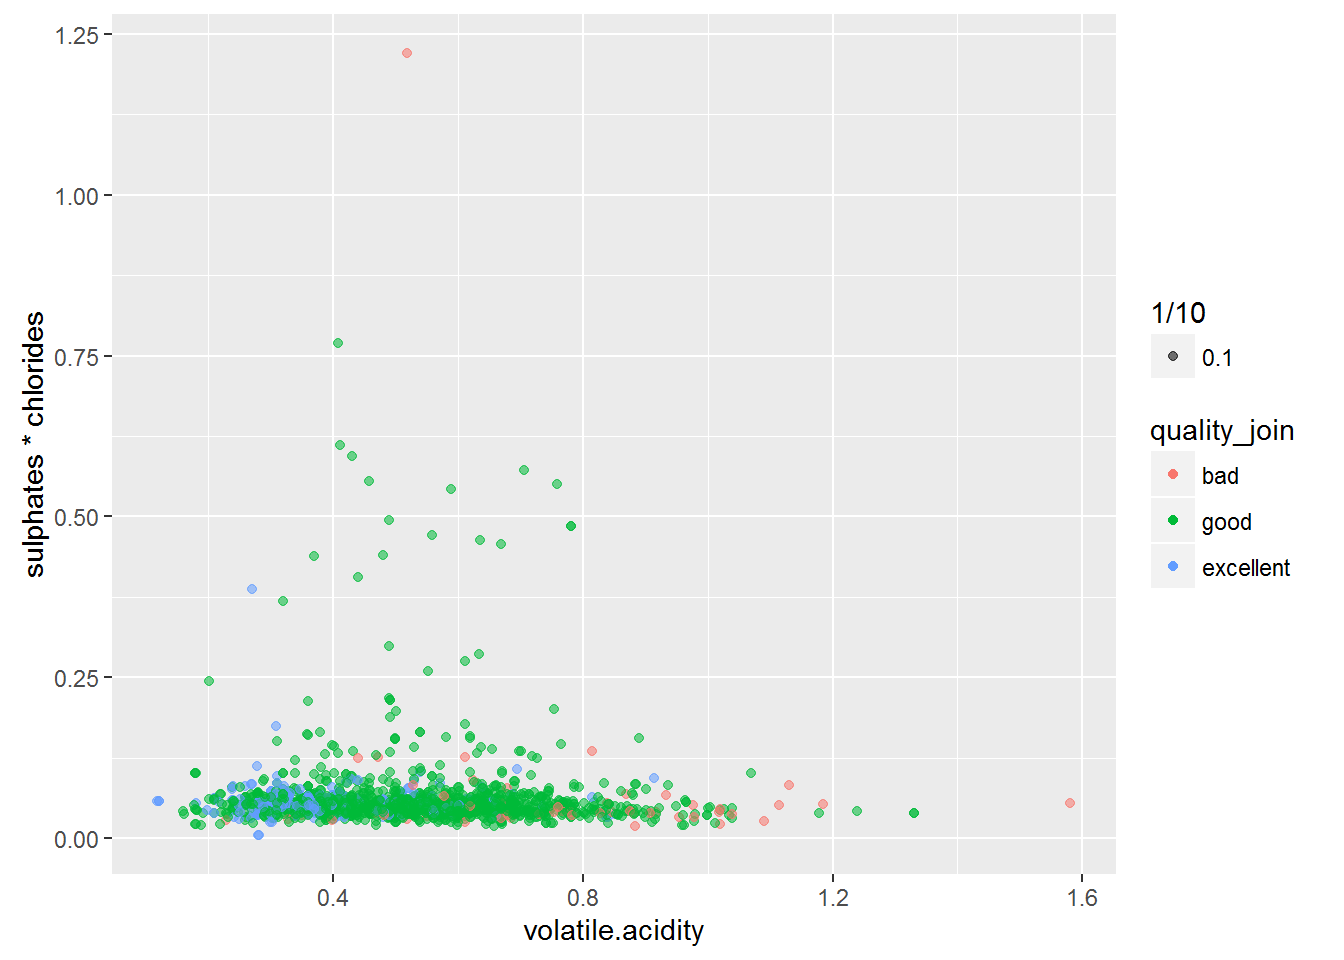 1.25
1.00
0.75
0.50
0.25
0.00
sulphates * chlorides
0.4 0.8 1.2 1.6
volatile.acidity
1/10
0.1
quality_join
bad
good
excellent